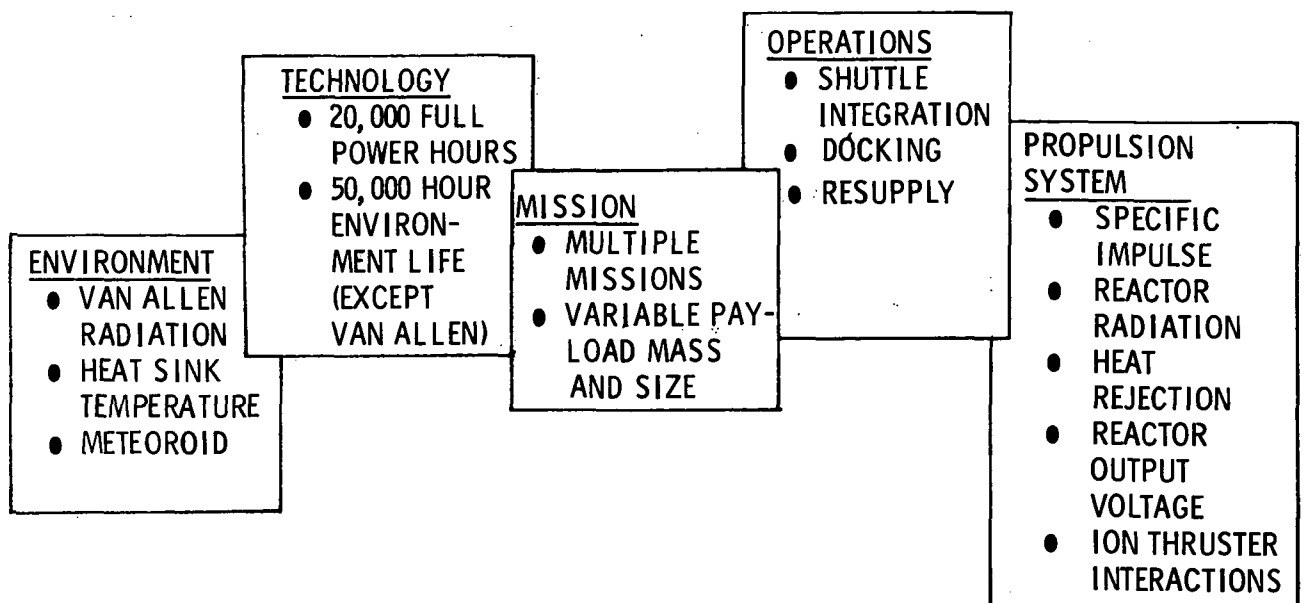 ENVIRONMENT
● VAN ALLEN
RADIATION
● HEAT SINK
TEMPERATURE
● METEOROID
TECHNOLOGY
● 20,000 FULL
POWER HOURS
● 50,000 HOUR
ENVIRON-
MENT LIFE
(EXCEPT
VAN ALLEN)
MISSION
● MULTIPLE
MISSIONS
● VARIABLE PAY-
LOAD MASS
AND SIZE
OPERATIONS
● SHUTTLE
INTEGRATION
● DOCKING
● RESUPPLY
PROPULSION
SYSTEM
● SPECIFIC
IMPULSE
● REACTOR
RADIATION
● HEAT
REJECTION
● REACTOR
OUTPUT
VOLTAGE
● ION THRUSTER
INTERACTIONS